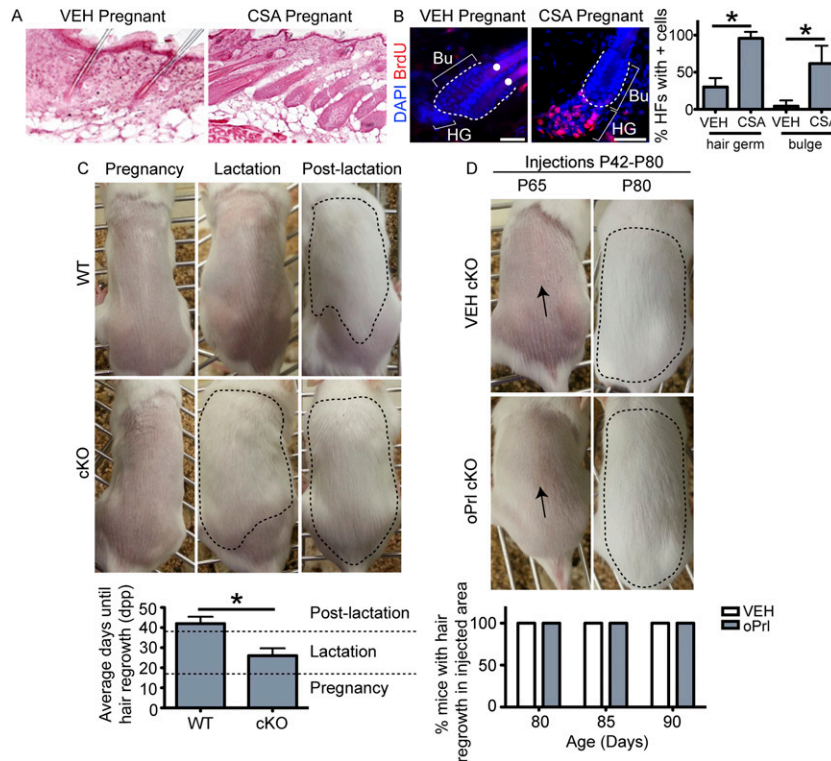 A
VEH Pregnant
CSA Pregnant
B
VEH Pregnant
CSA Pregnant
DAPI BrdU
Bu
HG
Bu
HG
% HFs with + cells
100
50
0
*
*
VEH CSA VEH CSA
hair germ
bulge
C
Pregnancy
Lactation
Post-lactation
WT
cKO
Average days until
hair regrowth (dpp)
50
40
30
20
10
0
*
Post-lactation
Lactation
Pregnancy
WT
cKO
D
Injections P42-P80
P65
P80
VEH cKO
oPrl cKO
% mice with hair
regrowth in injected area
100
50
0
VEH
oPrl
80
85
90
Age (Days)